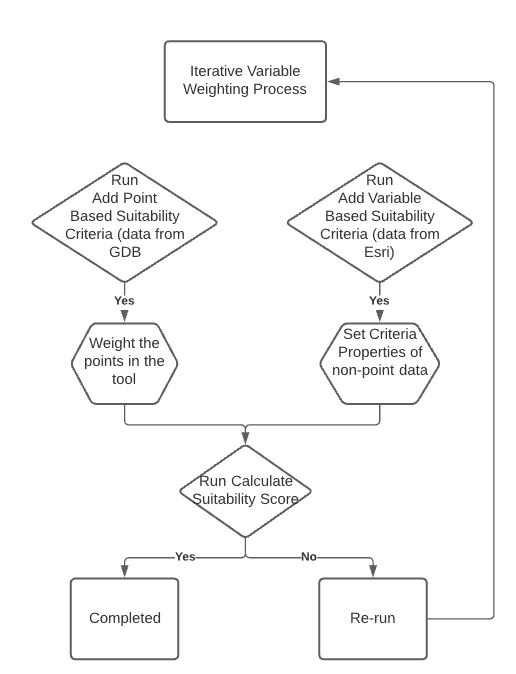 Iterative Variable
Weighting Process
Run
Add Point
Based Suitability
Criteria (data from
GDB
Run
Add Variable
Based Suitability
Criteria (data from
Esri)
Yes
Yes
Weight the
points in the
tool
Set Criteria
Properties of
non-point data
Run Calculate
Suitability Score
Yes
No
Completed
Re-run